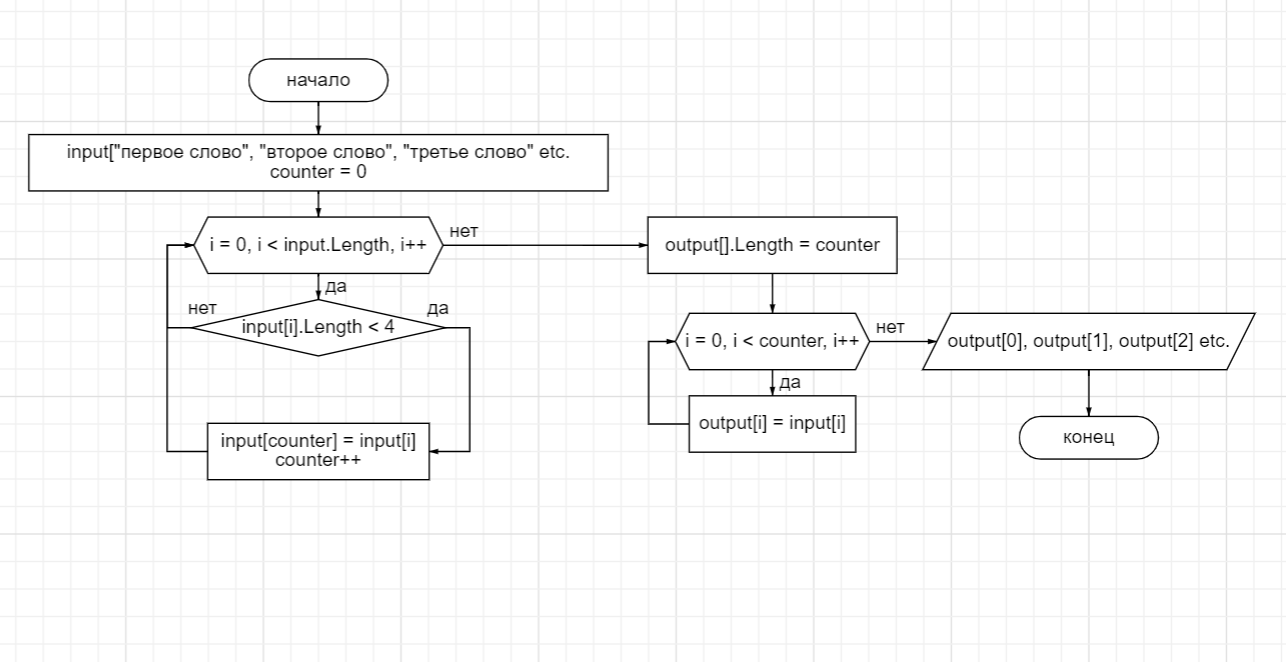 начало
input["первое слово", "второе слово", "третье слово" etc.
counter = 0
i = 0, i < input.Length, i++
нет
да
нет
input[i].Length < 4
да
input[counter] = input[i]
counter++
output[].Length = counter
i = 0, i < counter, i++
нет
да
output[i] = input[i]
output[0], output[1], output[2] etc.
конец